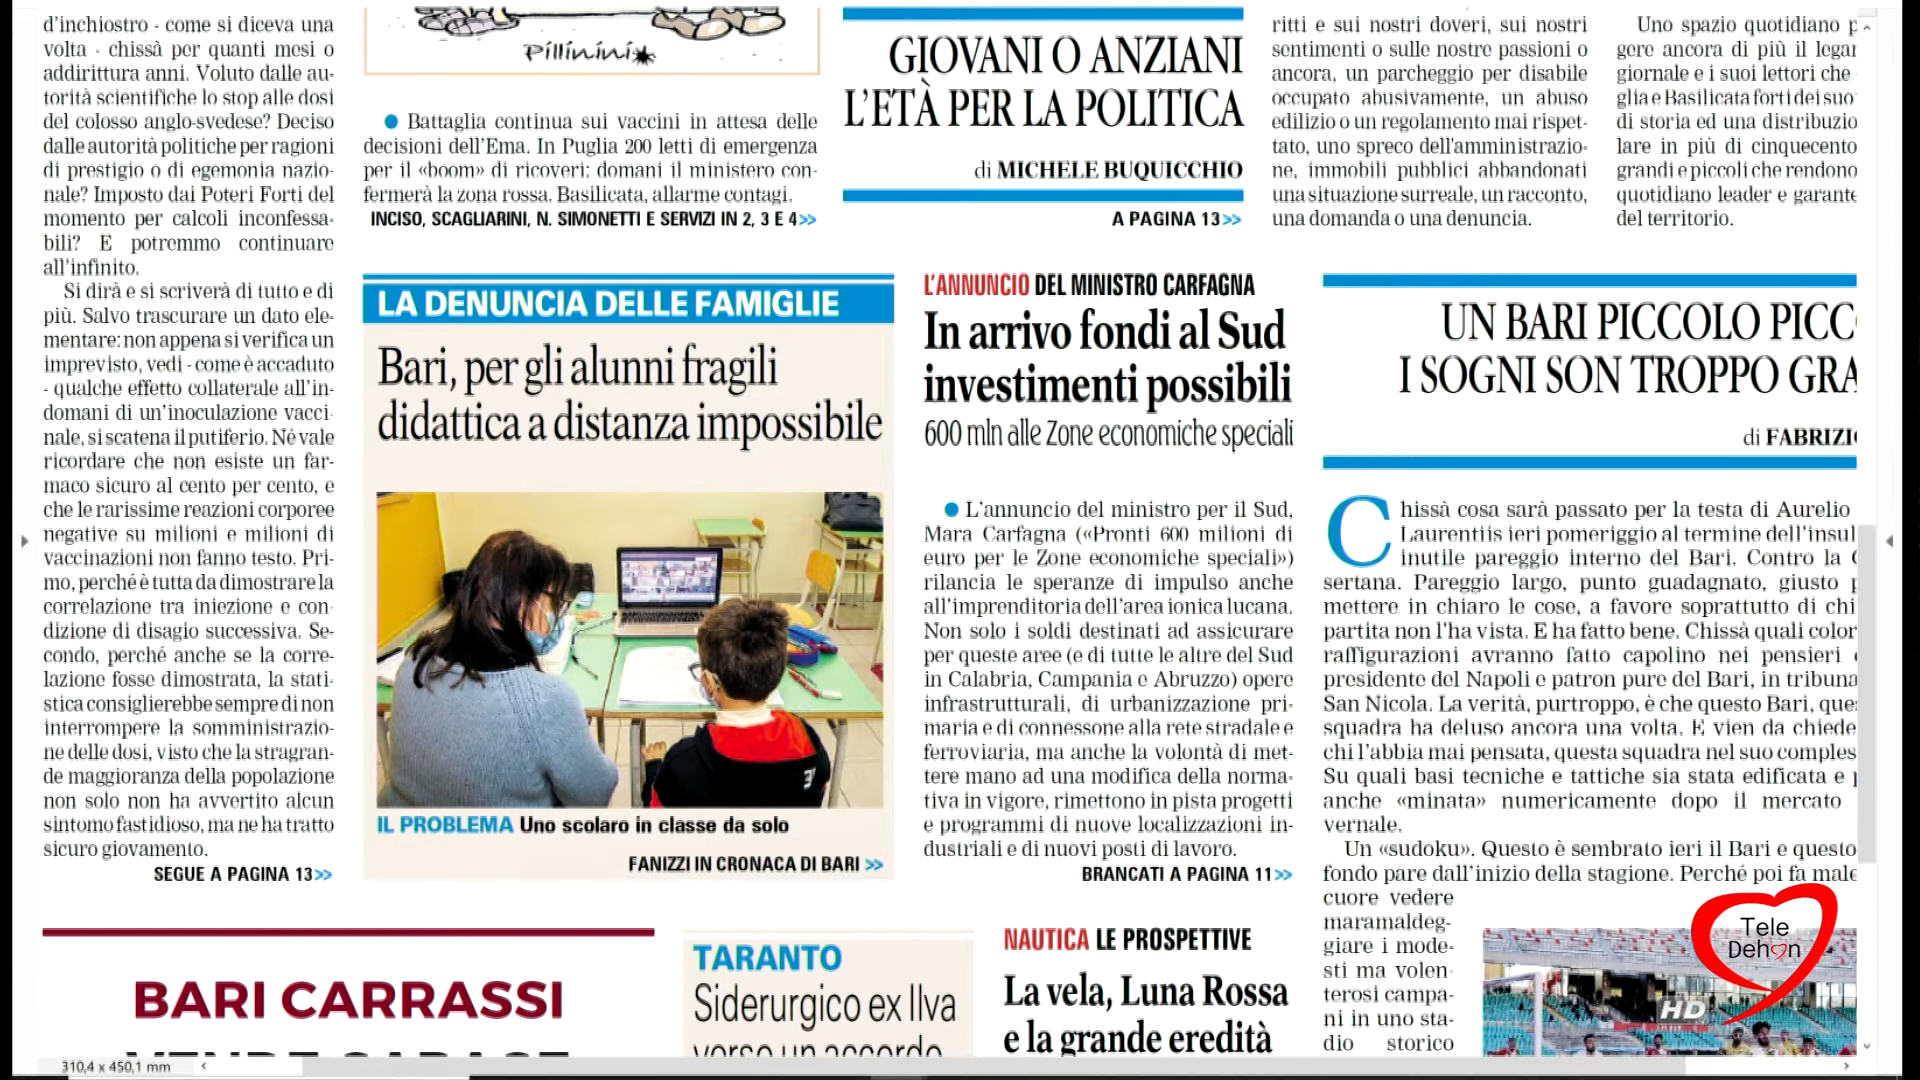 d'inchiostro - come si diceva una
volta - chissà per quanti mesi o
addirittura anni. Voluto dalle au-
torità scientifiche lo stop alle dosi
del colosso anglo-svedese? Deciso
dalle autorità politiche per ragioni
di prestigio o di egemonia nazio-
nale? Imposto dai Poteri Forti del
momento per calcoli inconfessa-
bili? E potremmo continuare
all'infinito.
Si dirà e si scriverà di tutto e di
più. Salvo trascurare un dato ele-
mentare: non appena si verifica un
imprevisto, vedi - come è accaduto
- qualche effetto collaterale all'in-
domani di un'inoculazione vacci-
nale, si scatena il putiferio. Né vale
ricordare che non esiste un far-
maco sicuro al cento per cento, e
che le rarissime reazioni corporee
negative su milioni e milioni di
vaccinazioni non fanno testo. Pri-
mo, perché è tutta da dimostrare la
correlazione tra iniezione e con-
dizione di disagio successiva. Se-
condo, perché anche se la corre-
lazione fosse dimostrata, la stati-
stica consiglierebbe sempre di non
interrompere la somministrazio-
ne delle dosi, visto che la stragran-
de maggioranza della popolazione
non solo non ha avvertito alcun
sintomo fastidioso, ma ne ha tratto
sicuro giovamento.
SEGUE A PAGINA 13>>
Pillinini
● Battaglia continua sui vaccini in attesa delle
decisioni dell'Ema. In Puglia 200 letti di emergenza
per il «boom» di ricoveri: domani il ministero con-
fermerà la zona rossa. Basilicata, allarme contagi.
INCISO, SCAGLIARINI, N. SIMONETTI E SERVIZI IN 2, 3 E 4>>
GIOVANI O ANZIANI
L'ETÀ PER LA POLITICA
di MICHELE BUQUICCHIO
A PAGINA 13>>
ritti e sui nostri doveri, sui nostri
sentimenti o sulle nostre passioni o
ancora, un parcheggio per disabile
occupato abusivamente, un abuso
edilizio o un regolamento mai rispet-
tato, uno spreco dell'amministrazio-
ne, immobili pubblici abbandonati
una situazione surreale, un racconto,
una domanda o una denuncia.
Uno spazio quotidiano p
gere ancora di più il legar
giornale e i suoi lettori che
glia e Basilicata forti dei suo
di storia ed una distribuzio
lare in più di cinquecento
grandi e piccoli che rendono
quotidiano leader e garante
del territorio.
LA DENUNCIA DELLE FAMIGLIE
Bari, per gli alunni fragili
didattica a distanza impossibile
IL PROBLEMA Uno scolaro in classe da solo
FANIZZI IN CRONACA DI BARI >>
L'ANNUNCIO DEL MINISTRO CARFAGNA
In arrivo fondi al Sud
investimenti possibili
600 mln alle Zone economiche speciali
● L'annuncio del ministro per il Sud,
Mara Carfagna («Pronti 600 milioni di
euro per le Zone economiche speciali»)
rilancia le speranze di impulso anche
all'imprenditoria dell'area ionica lucana.
Non solo i soldi destinati ad assicurare
per queste aree (e di tutte le altre del Sud
in Calabria, Campania e Abruzzo) opere
infrastrutturali, di urbanizzazione pri-
maria e di connessone alla rete stradale e
ferroviaria, ma anche la volontà di met-
tere mano ad una modifica della norma-
tiva in vigore, rimettono in pista progetti
e programmi di nuove localizzazioni in-
dustriali e di nuovi posti di lavoro.
BRANCATI A PAGINA 11>>
UN BARI PICCOLO PICC
I SOGNI SON TROPPO GRA
di FABRIZI
Chissà cosa sarà passato per la testa di Aurelio
Laurentiis ieri pomeriggio al termine dell'insul
inutile pareggio interno del Bari. Contro la C
sertana. Pareggio largo, punto guadagnato, giusto p
mettere in chiaro le cose, a favore soprattutto di chi
partita non l'ha vista. E ha fatto bene. Chissà quali color
raffigurazioni avranno fatto capolino nei pensieri
presidente del Napoli e patron pure del Bari, in tribuna
San Nicola. La verità, purtroppo, è che questo Bari, que
squadra ha deluso ancora una volta. E vien da chiede
chi l'abbia mai pensata, questa squadra nel suo comples
Su quali basi tecniche e tattiche sia stata edificata e p
anche «minata» numericamente dopo il mercato
vernale.
Un «sudoku». Questo è sembrato ieri il Bari e questo
fondo pare dall'inizio della stagione. Perché poi fa male
cuore vedere
maramaldeg-
giare i mode-
sti ma volen-
terosi campa-
ni in uno sta-
dio storico
BARI CARRASSI
VENDE GARAGE
TARANTO
Siderurgico ex Ilva
verso un accordo
NAUTICA LE PROSPETTIVE
La vela, Luna Rossa
e la grande eredità
Tele
Dehon
HD
310,4 x 450,1 mm